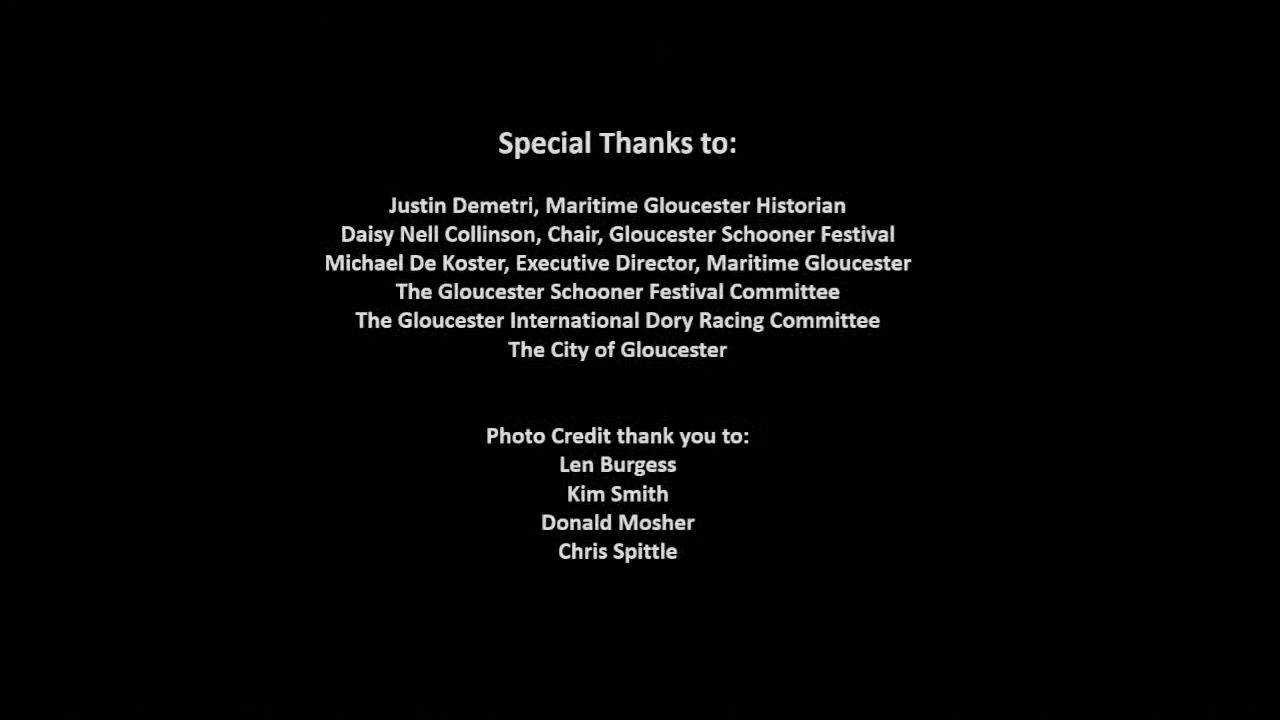 Special Thanks to:
Justin Demetri, Maritime Gloucester Historian
Daisy Nell Collinson, Chair, Gloucester Schooner Festival
Michael De Koster, Executive Director, Maritime Gloucester
The Gloucester Schooner Festival Committee
The Gloucester International Dory Racing Committee
The City of Gloucester
Photo Credit thank you to:
Len Burgess
Kim Smith
Donald Mosher
Chris Spittle